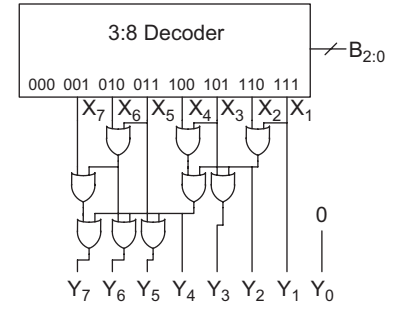 3:8 Decoder
B2:0
000 001 010 011 100 101 110 111
X7 X6 X5 X4 X3 X2 X1
0
Y7 Y6 Y5 Y4 Y3 Y2 Y1 Y0